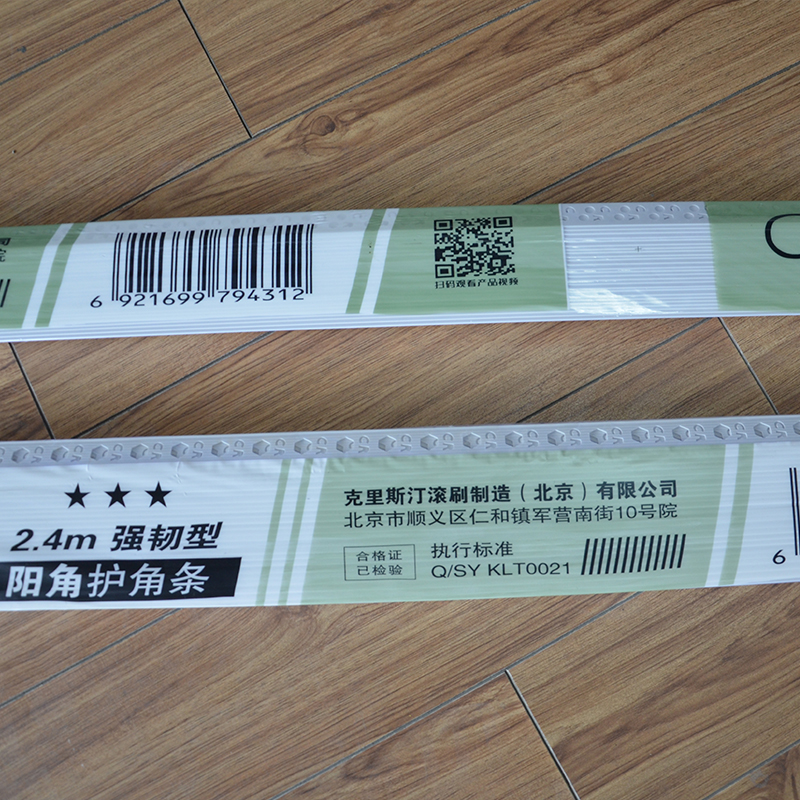 司
院
6 921699 794312
扫码观看产品视频
C
★★★
2.4m 强韧型
阳角护角条
克里斯汀滚刷制造(北京)有限公司
北京市顺义区仁和镇军营南街10号院
合格证
已检验
执行标准
Q/SY KLT0021
6